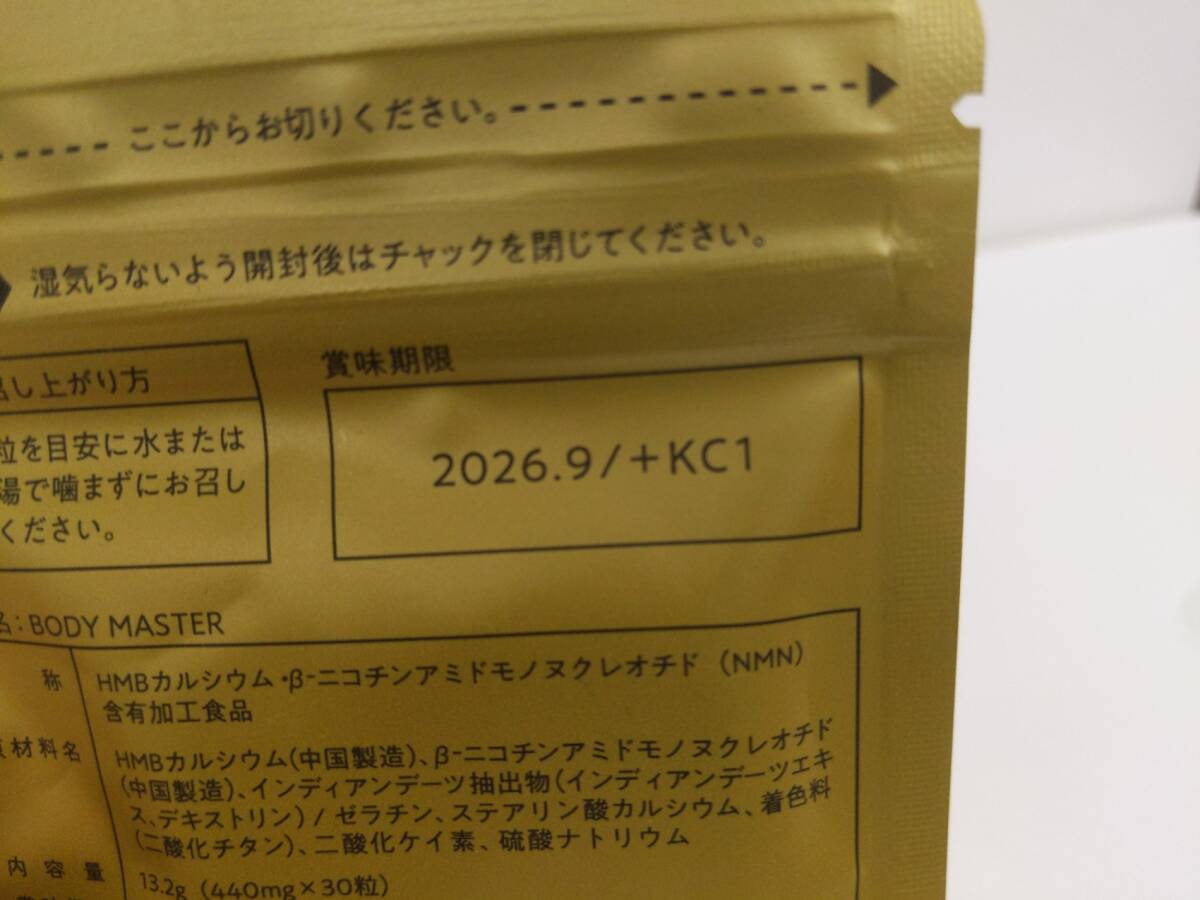 ここからお切りください。
湿気らないよう開封後はチャックを閉じてください。
召し上がり方
粒を目安に水または
湯で噛まずにお召し
ください。
賞味期限
2026.9/+KC1
名：BODY MASTER
称
HMBカルシウム・β-ニコチンアミドモノヌクレオチド（NMN）
含有加工食品
原材料名
HMBカルシウム(中国製造)、β-ニコチンアミドモノヌクレオチド
(中国製造)、インディアンデーツ抽出物(インディアンデーツエキ
ス、デキストリン) / ゼラチン、ステアリン酸カルシウム、着色料
(二酸化チタン)、二酸化ケイ素、硫酸ナトリウム
内容量
13.2g（440mg×30粒）